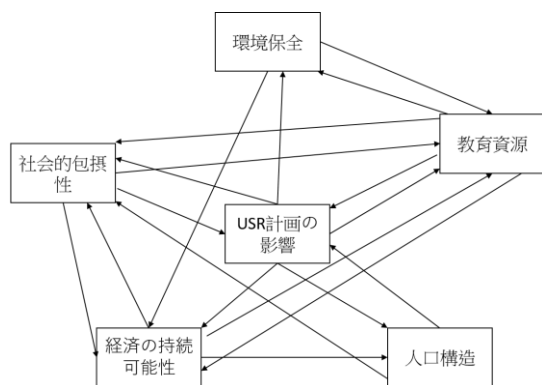 環境保全
教育資源
社会的包摂
性
USR計画の
影響
経済の持続
可能性
人口構造